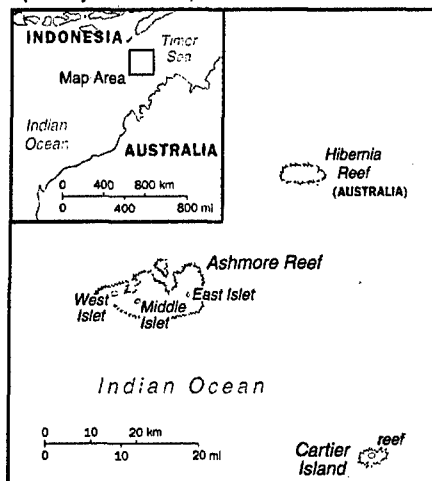 INDONESIA
Timor
Sea
Map Area
Indian
Ocean
AUSTRALIA
0 400 800 km
0 400 800 mi
Hibernia
Reef
(AUSTRALIA)
Ashmore Reef
West
Islet
Middle
Islet
East Islet
Indian Ocean
0 10 20 km
0 10 20 mi
reef
Cartier
Island